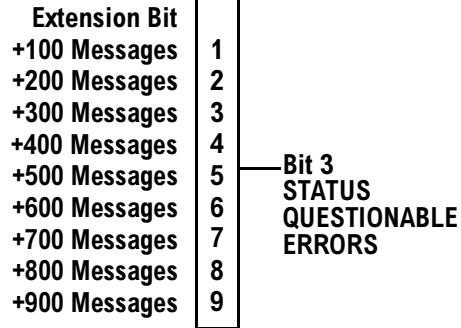 Extension Bit
+100 Messages 1
+200 Messages 2
+300 Messages 3
+400 Messages 4
+500 Messages 5
+600 Messages 6
+700 Messages 7
+800 Messages 8
+900 Messages 9
Bit 3
STATUS
QUESTIONABLE
ERRORS